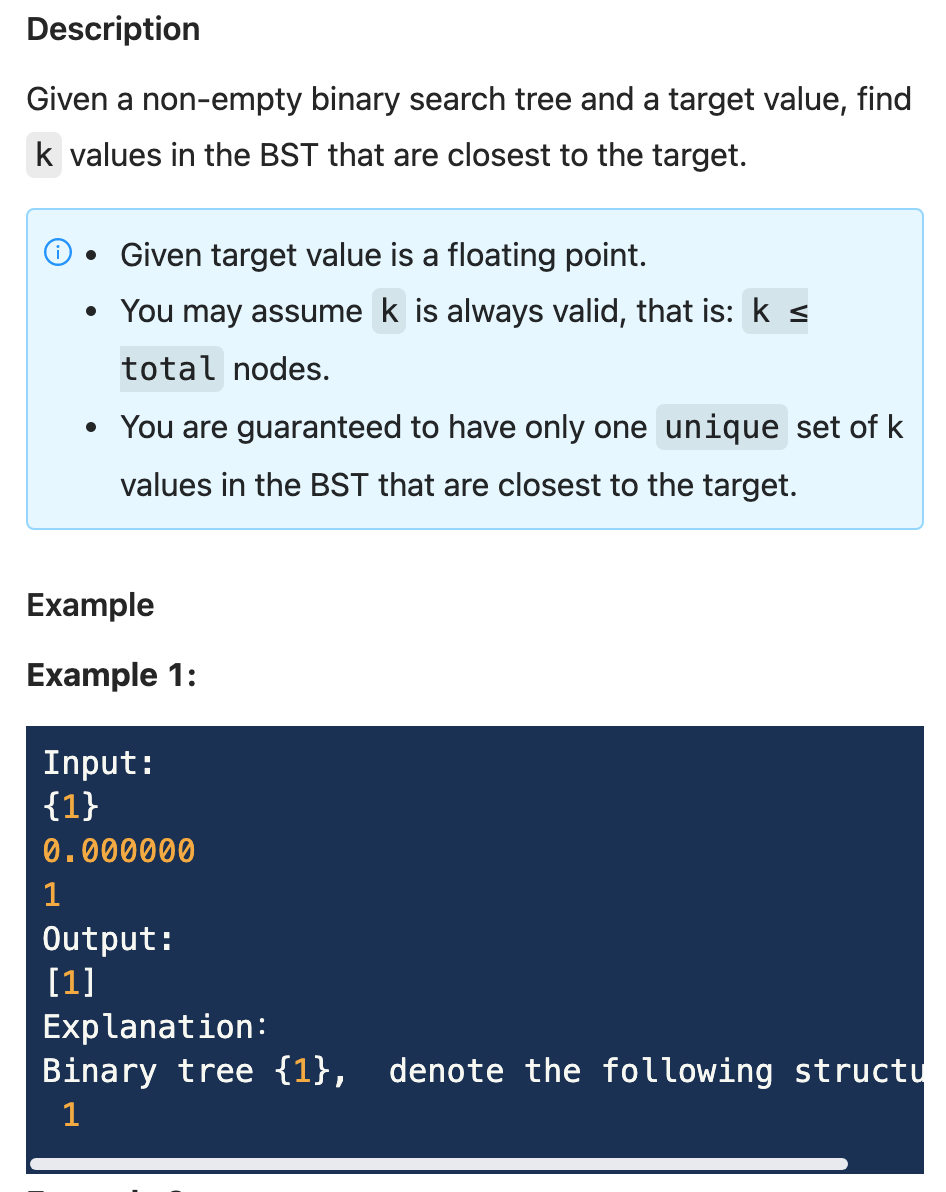 Description
Given a non-empty binary search tree and a target value, find
k values in the BST that are closest to the target.
• Given target value is a floating point.
• You may assume k is always valid, that is: k ≤
total nodes.
• You are guaranteed to have only one unique set of k
values in the BST that are closest to the target.
Example
Example 1:
Input:
{1}
0.000000
1
Output:
[1]
Explanation:
Binary tree {1},  denote the following structu
1